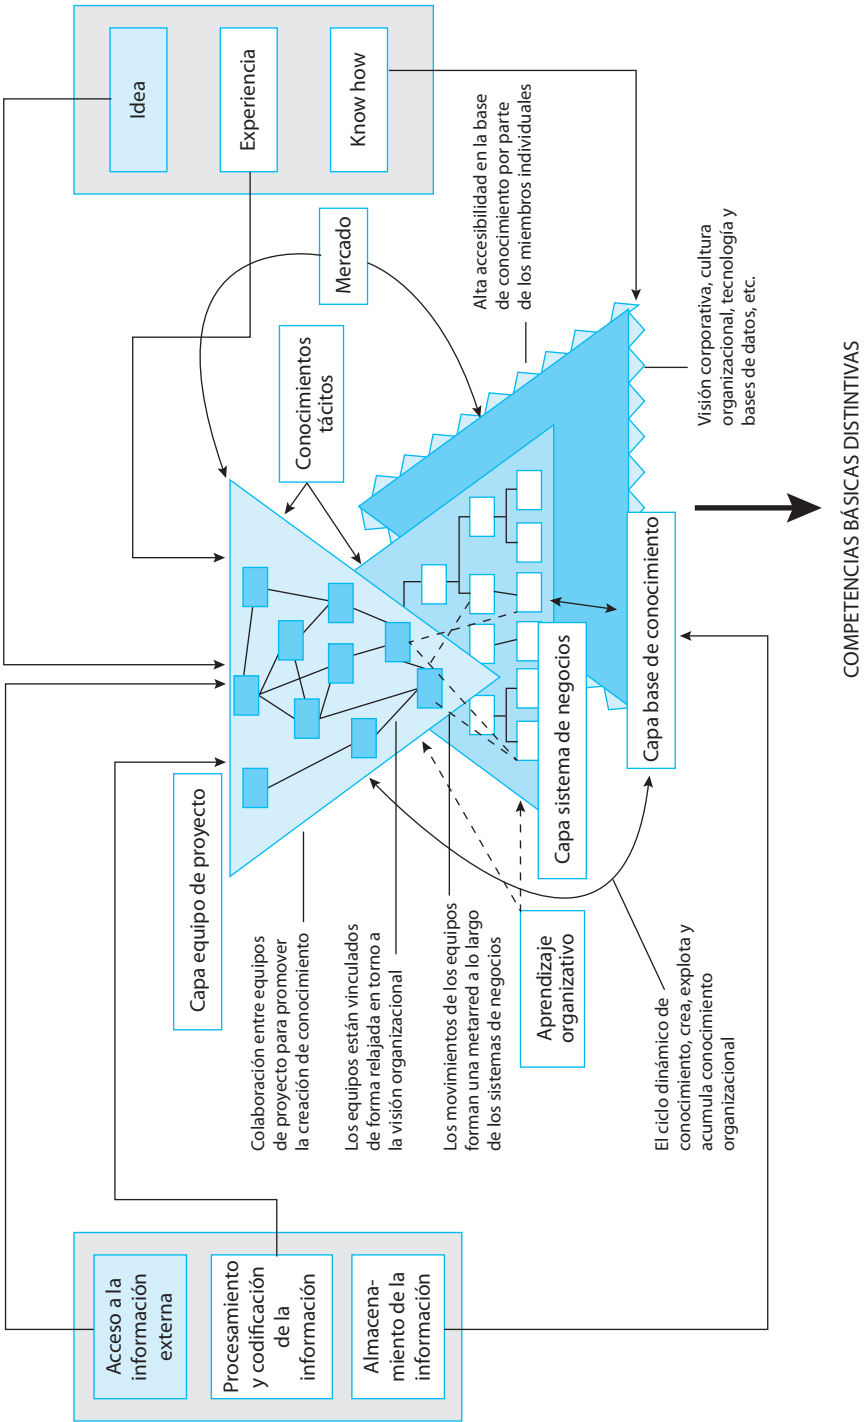 Acceso a la
información
externa
Procesamiento
y codificación
de la
información
Almacena-
miento de la
información
Capa equipo de proyecto
Colaboración entre equipos
de proyecto para promover
la creación de conocimiento
Los equipos están vinculados
de forma relajada en torno a
la visión organizacional
Los movimientos de los equipos
forman una metarred a lo largo
de los sistemas de negocios
Aprendizaje
organizativo
El ciclo dinámico de
conocimiento, crea, explota y
acumula conocimiento
organizacional
Capa sistema de negocios
Capa base de conocimiento
Conocimientos
tácitos
Mercado
Idea
Experiencia
Know how
Alta accesibilidad en la base
de conocimiento por parte
de los miembros individuales
Visión corporativa, cultura
organizacional, tecnología y
bases de datos, etc.
COMPETENCIAS BÁSICAS DISTINTIVAS